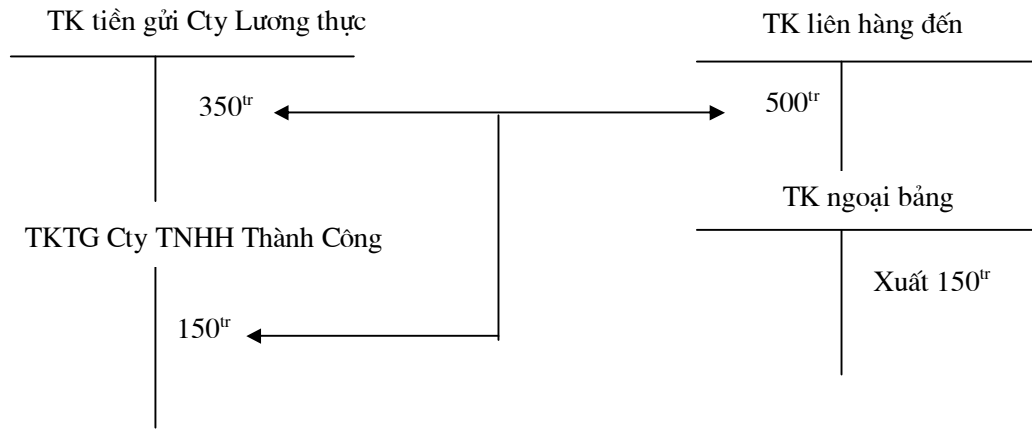 TK tiền gửi Cty Lương thực
TK liên hàng đến
350tr
500tr
TK ngoại bảng
TKTG Cty TNHH Thành Công
Xuất 150tr
150tr